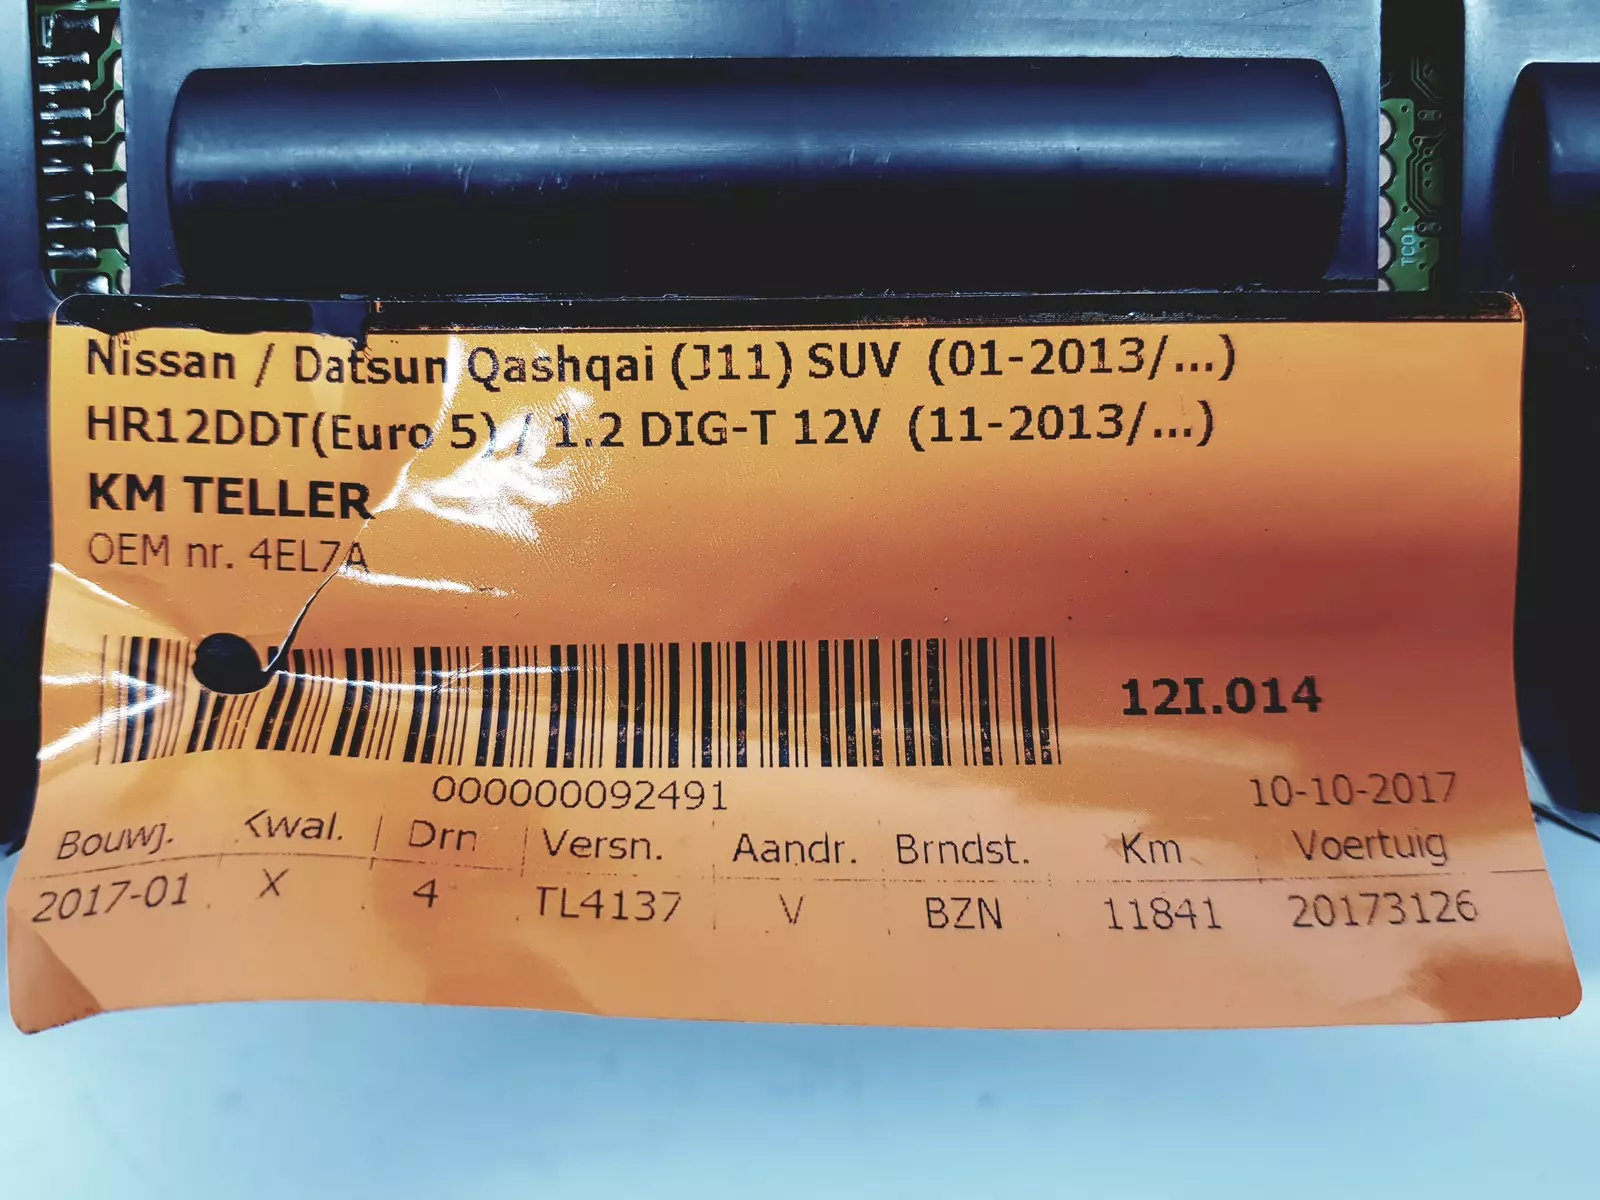 TC01
Nissan / Datsun Qashqai (J11) SUV (01-2013/...)
HR12DDT(Euro 5) / 1.2 DIG-T 12V (11-2013/...)
KM TELLER
OEM nr. 4EL7A
12I.014
000000092491
10-10-2017
Bouwj. Kwal. Drn Versn. Aandr. Brndst. Km Voertuig
2017-01 X 4 TL4137 V BZN 11841 20173126